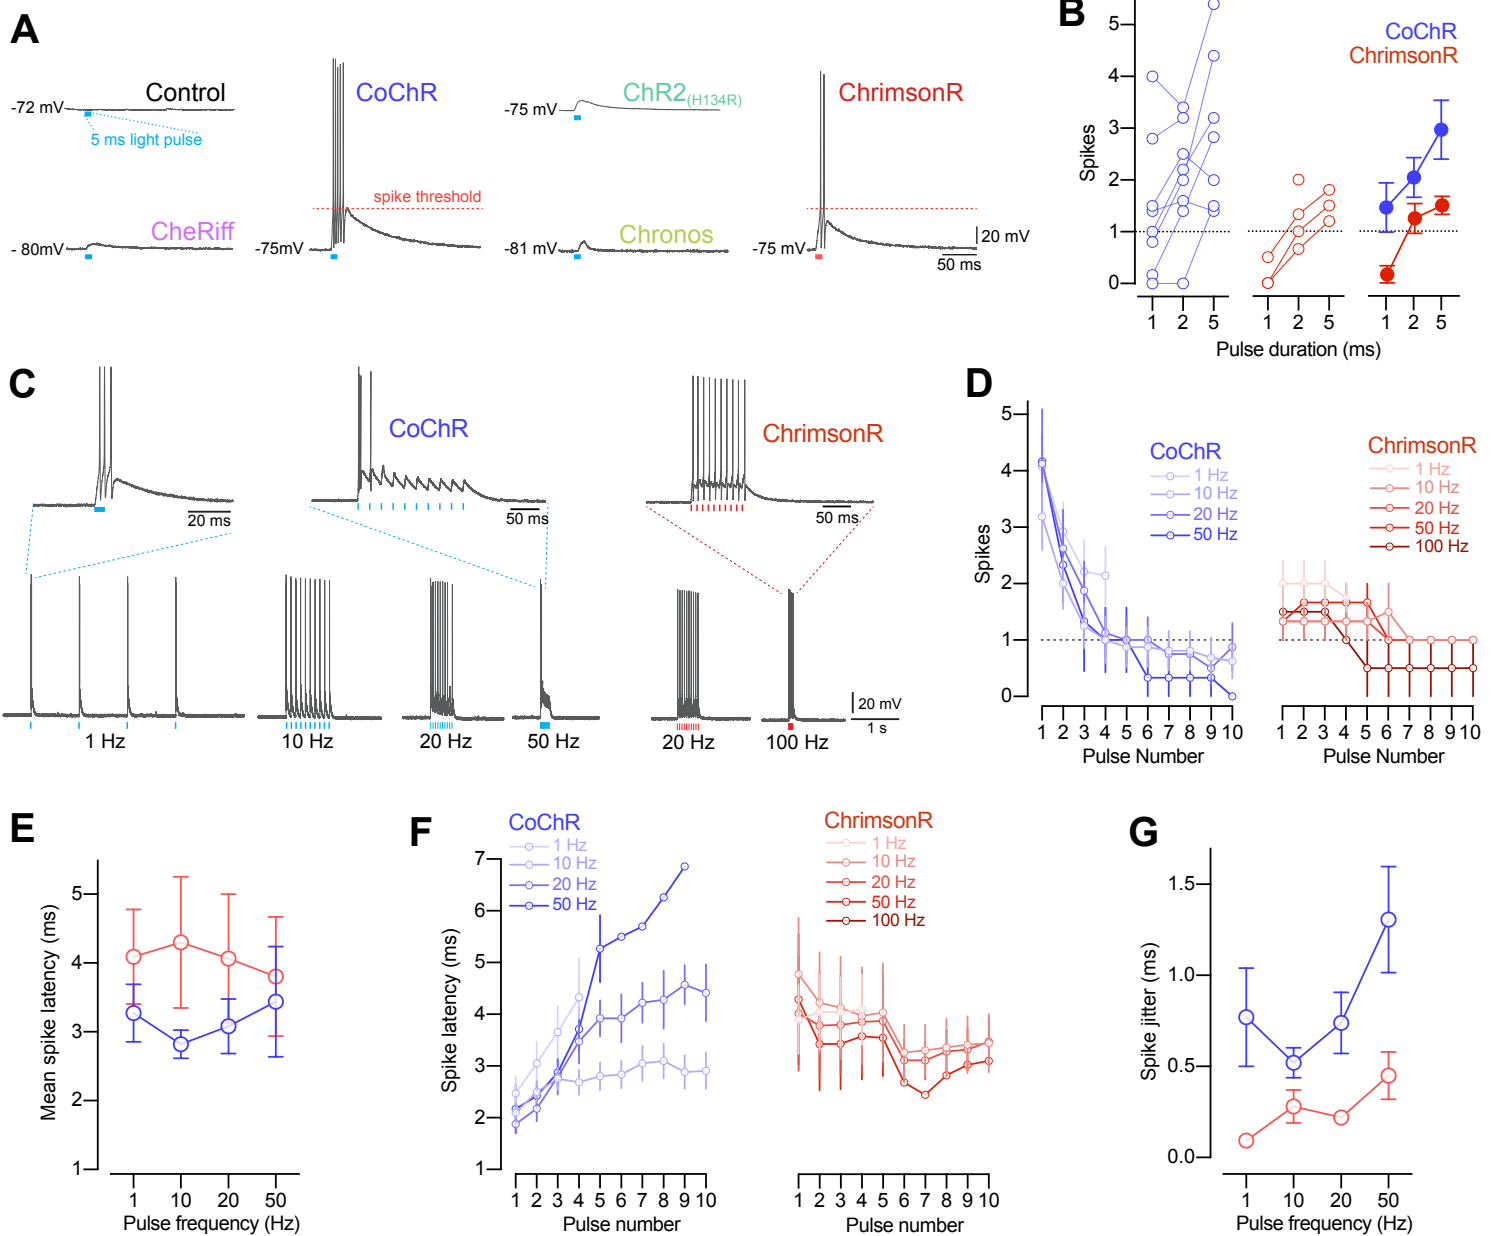 A
Control
-72 mV
5 ms light pulse
CoChR
spike threshold
-75mV
ChR2(H134R)
-75 mV
ChrimsonR
-75 mV
20 mV
50 ms
CheRiff
- 80mV
Chronos
-81 mV
B
CoChR
ChrimsonR
Spikes
5
4
3
2
1
0
1 2 5
1 2 5
1 2 5
Pulse duration (ms)
C
CoChR
ChrimsonR
20 ms
50 ms
50 ms
1 Hz
10 Hz
20 Hz
50 Hz
20 Hz
100 Hz
20 mV
1 s
D
Spikes
5
4
3
2
1
0
CoChR
1 Hz
10 Hz
20 Hz
50 Hz
ChrimsonR
1 Hz
10 Hz
20 Hz
50 Hz
100 Hz
1 2 3 4 5 6 7 8 9 10
Pulse Number
1 2 3 4 5 6 7 8 9 10
Pulse Number
E
Mean spike latency (ms)
5
4
3
2
1
1 10 20 50
Pulse frequency (Hz)
F
CoChR
1 Hz
10 Hz
20 Hz
50 Hz
Spike latency (ms)
7
6
5
4
3
2
1
1 2 3 4 5 6 7 8 9 10
Pulse number
ChrimsonR
1 Hz
10 Hz
20 Hz
50 Hz
100 Hz
1 2 3 4 5 6 7 8 9 10
Pulse number
G
Spike jitter (ms)
1.5
1.0
0.5
0.0
1 10 20 50
Pulse frequency (Hz)